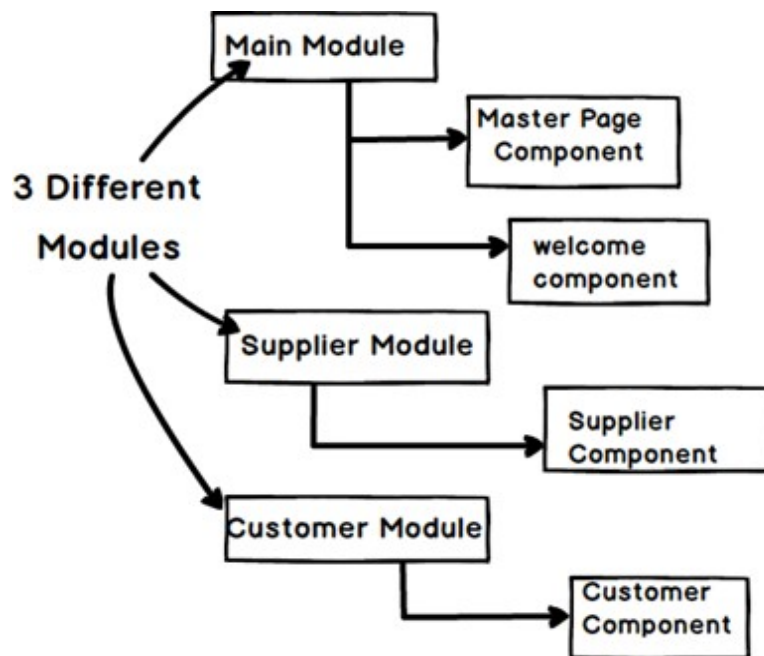 Main Module
Master Page
Component
3 Different
Modules
welcome
component
Supplier Module
Supplier
Component
Customer Module
Customer
Component